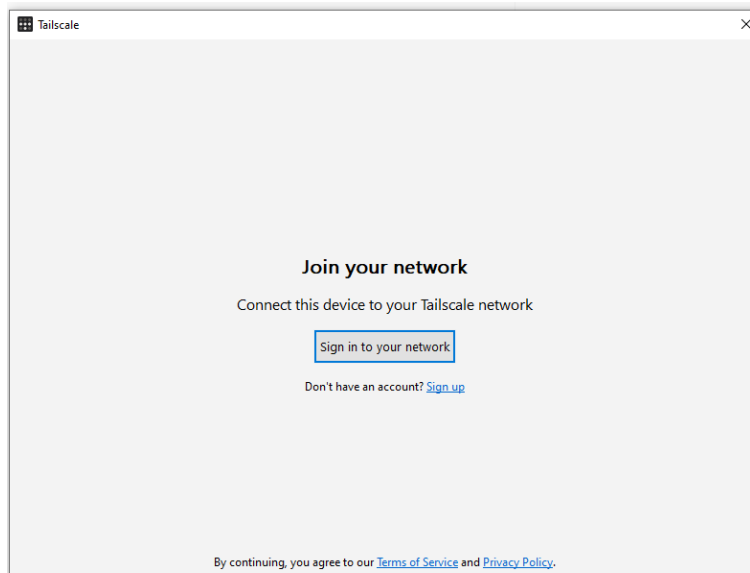 Tailscale
Join your network
Connect this device to your Tailscale network
Sign in to your network
Don't have an account? Sign up
By continuing, you agree to our Terms of Service and Privacy Policy.